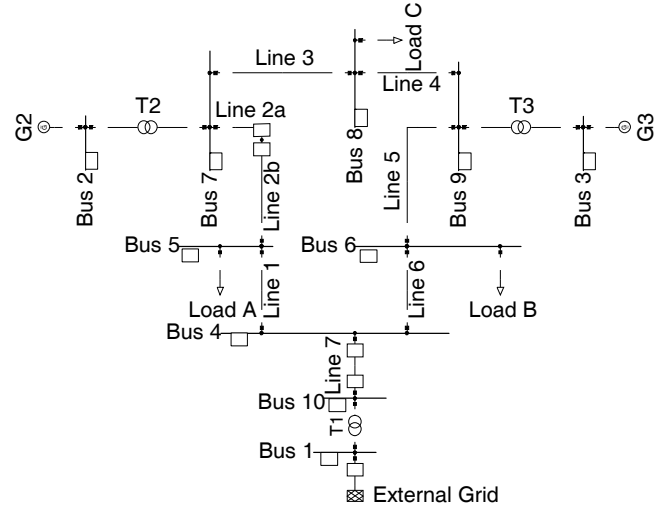 Load C
Line 3
Line 4
G2
T2
Line 2a
Bus 8
T3
G3
Bus 2
Bus 7
Line 2b
Line 5
Bus 9
Bus 3
Bus 5
Bus 6
Line 1
Line 6
Load A
Load B
Bus 4
Line 7
Bus 10
T1
Bus 1
External Grid